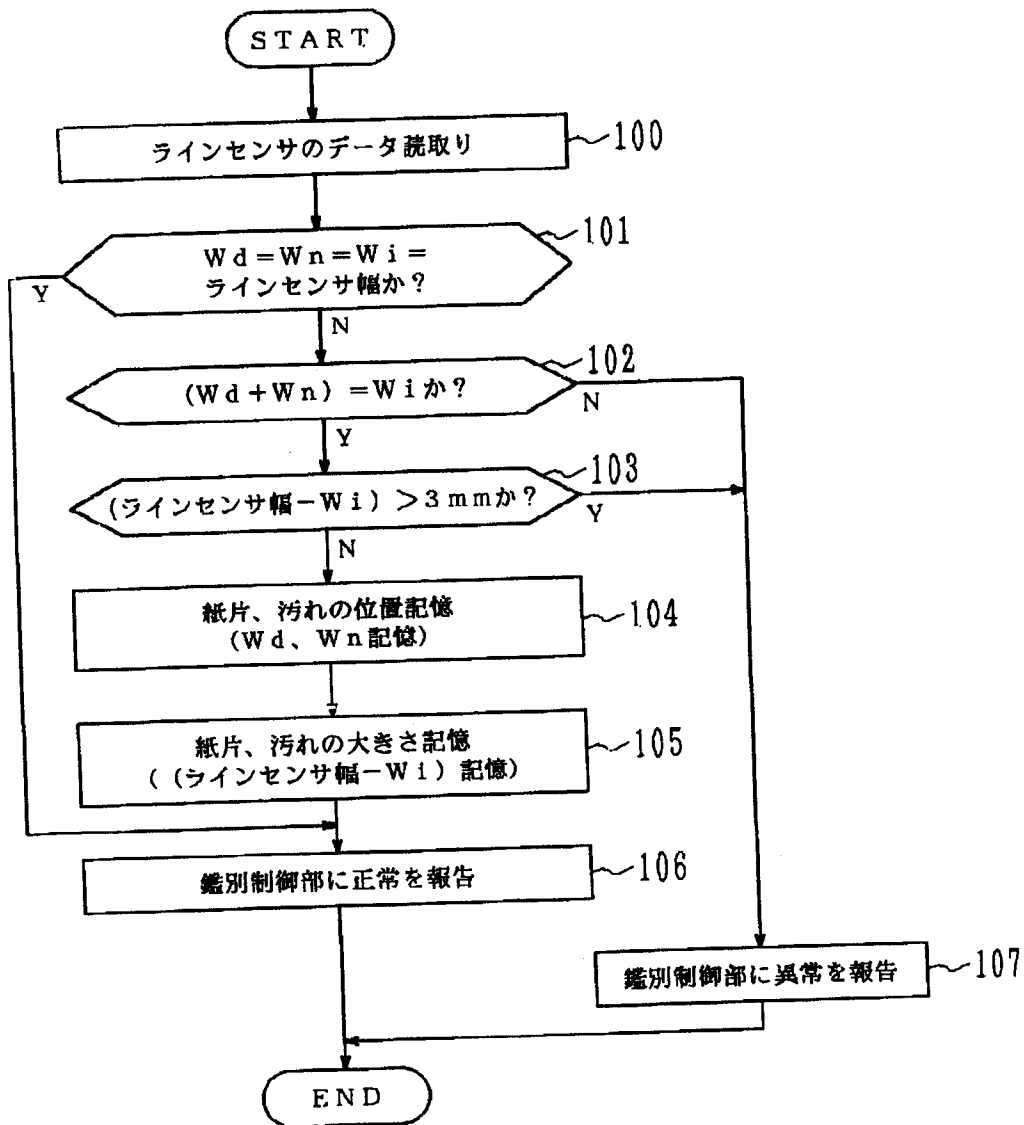 START
ラインセンサのデータ読取り
100
101
Wd=Wn=Wi=
ラインセンサ幅か?
Y
N
102
(Wd+Wn)=Wiか?
N
Y
103
(ラインセンサ幅-Wi)>3mmか?
Y
N
紙片、汚れの位置記憶
(Wd、Wn記憶)
104
紙片、汚れの大きさ記憶
((ラインセンサ幅-Wi)記憶)
105
鑑別制御部に正常を報告
106
鑑別制御部に異常を報告
107
END